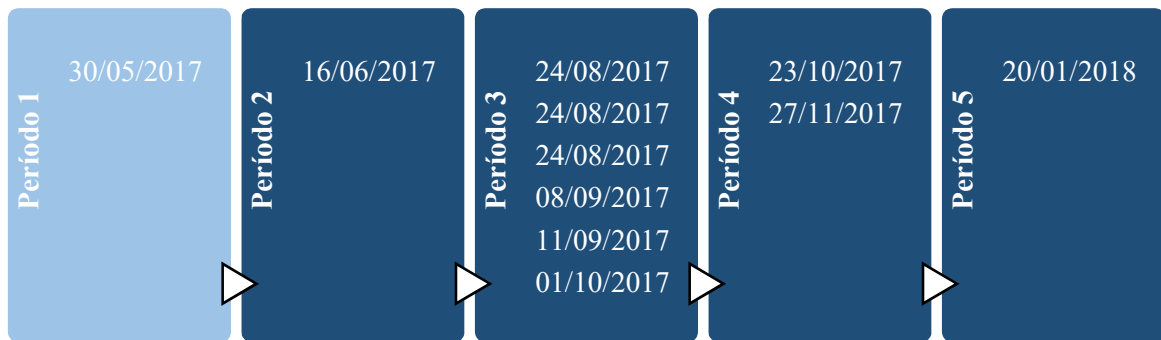 Período 1
30/05/2017
Período 2
16/06/2017
Período 3
24/08/2017
24/08/2017
24/08/2017
08/09/2017
11/09/2017
01/10/2017
Período 4
23/10/2017
27/11/2017
Período 5
20/01/2018